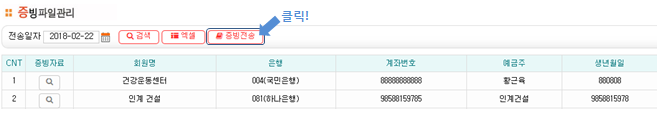 증빙파일관리
클릭!
전송일자 2018-02-22 검색 엑셀 증빙전송
CNT 증빙자료 회원명 은행 계좌번호 예금주 생년월일
1 건강운동센터 004(국민은행) 88888888888 황근육 880808
2 인계 건설 081(하나은행) 98588159785 인계건설 9858815978